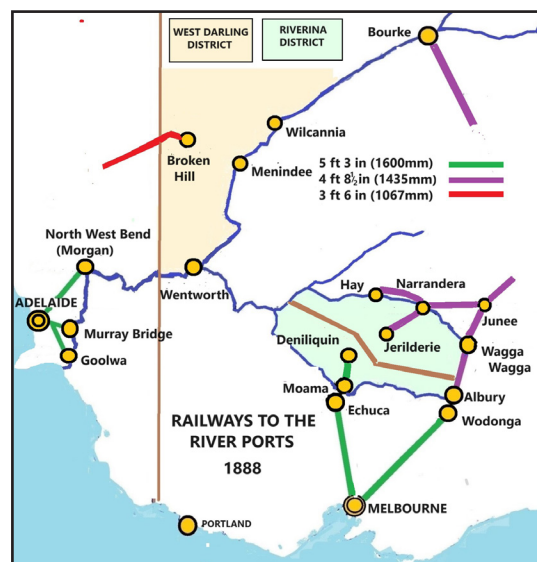 WEST DARLING
DISTRICT
RIVERINA
DISTRICT
Bourke
Wilcannia
Broken
Hill
Menindee
5 ft 3 in (1600mm)
4 ft 8½ in (1435mm)
3 ft 6 in (1067mm)
North West Bend
(Morgan)
Wentworth
Hay
Narrandera
ADELAIDE
Murray Bridge
Goolwa
Junee
Deniliquin
Jerilderie
Wagga
Wagga
Moama
Echuca
Albury
Wodonga
RAILWAYS TO THE
RIVER PORTS
1888
MELBOURNE
PORTLAND